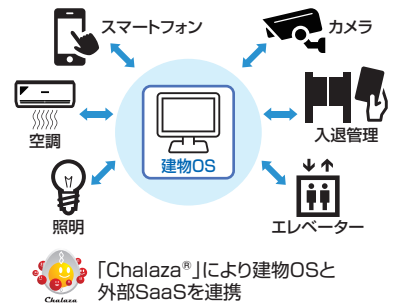 スマートフォン
カメラ
空調
建物OS
入退管理
照明
エレベーター
「Chalaza®」により建物OSと
外部SaaSを連携
Chalaza